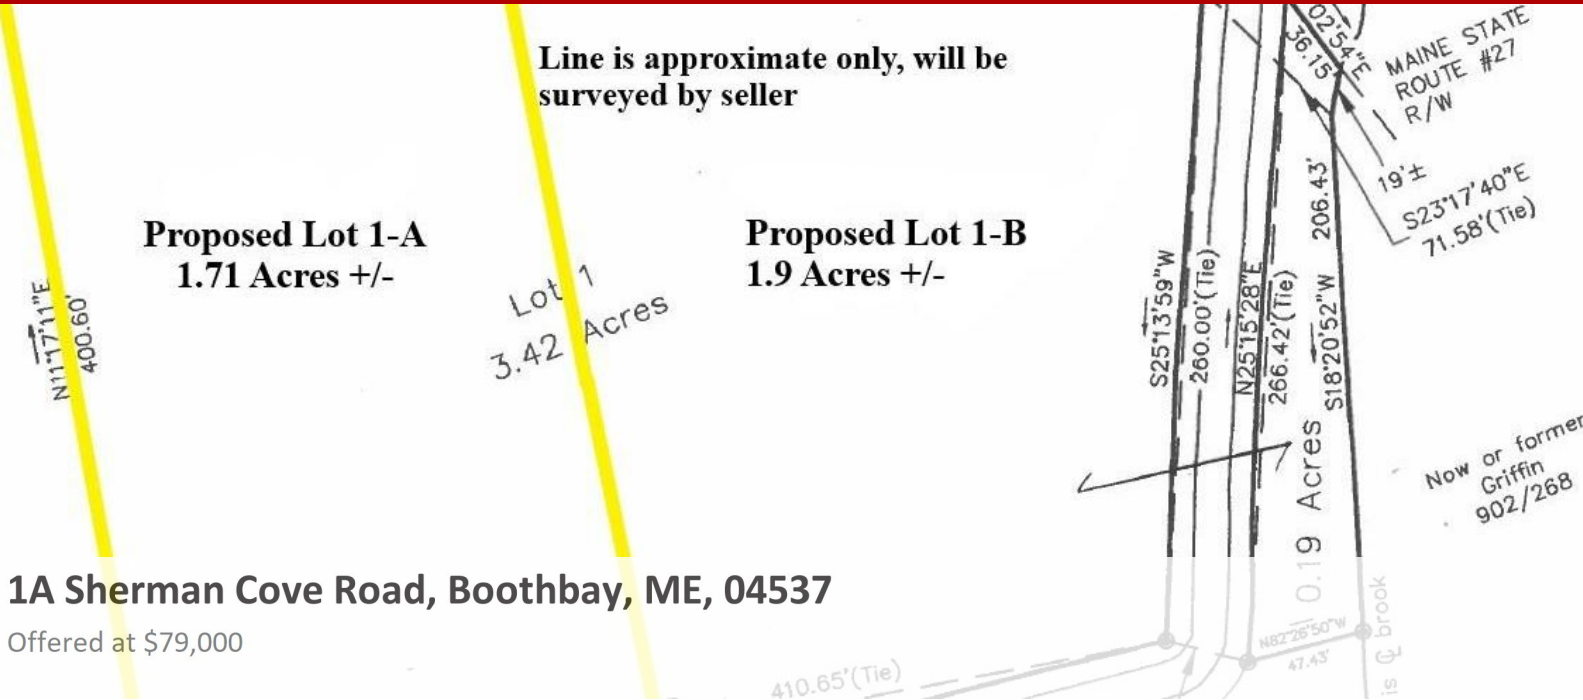 Line is approximate only, will be
surveyed by seller
02'54"E
36.15'
MAINE STATE
ROUTE #27
R/W
19'±
S23°17'40"E
71.58'(Tie)
Proposed Lot 1-A
1.71 Acres +/-
Proposed Lot 1-B
1.9 Acres +/-
Lot 1
3.42 Acres
N11°17'11"E
400.60'
S25°13'59"W
260.00'(Tie)
N25°15'28"E
266.42'(Tie)
S18°20'52"W 206.43'
0.19 Acres
Now or former
Griffin
902/268
1A Sherman Cove Road, Boothbay, ME, 04537
Offered at $79,000
410.65'(Tie)
N82°26'50"W
47.43'
is ℄ brook